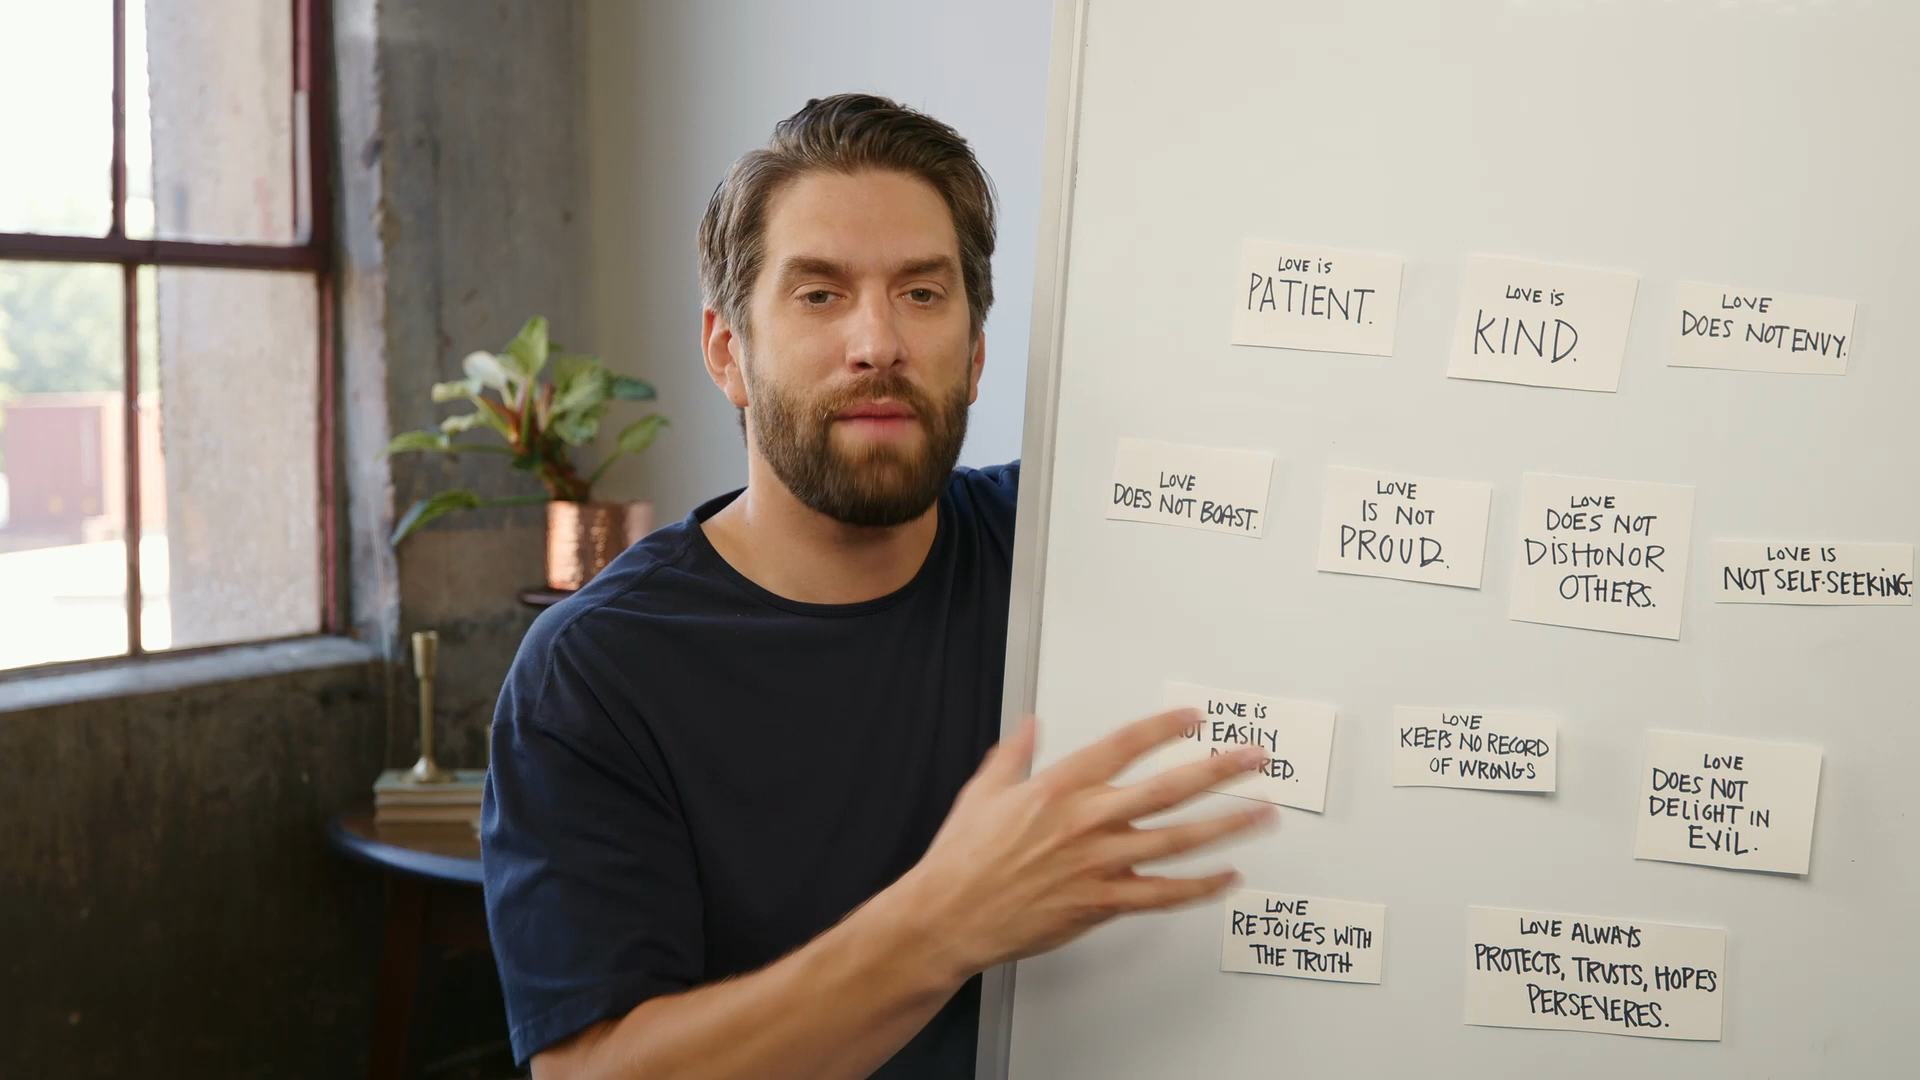 LOVE IS
PATIENT.
LOVE IS
KIND.
LOVE
DOES NOT ENVY.
LOVE
DOES NOT BOAST.
LOVE
IS NOT
PROUD.
LOVE
DOES NOT
DISHONOR
OTHERS.
LOVE IS
NOT SELF-SEEKING.
LOVE IS
EASILY
LOVE
KEEPS NO RECORD
OF WRONGS
LOVE
DOES NOT
DELIGHT IN
EVIL.
LOVE
REJOICES WITH
THE TRUTH
LOVE ALWAYS
PROTECTS, TRUSTS, HOPES
PERSEVERES.